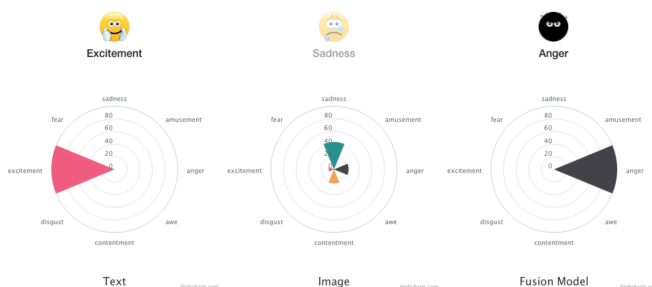 Excitement
Sadness
Anger
sadness
fear
amusement
80
60
40
20
0
excitement
anger
disgust
awe
contentment
sadness
fear
amusement
80
60
40
20
0
excitement
anger
disgust
awe
contentment
sadness
fear
amusement
80
60
40
20
0
excitement
anger
disgust
awe
contentment
Text
Image
Fusion Model